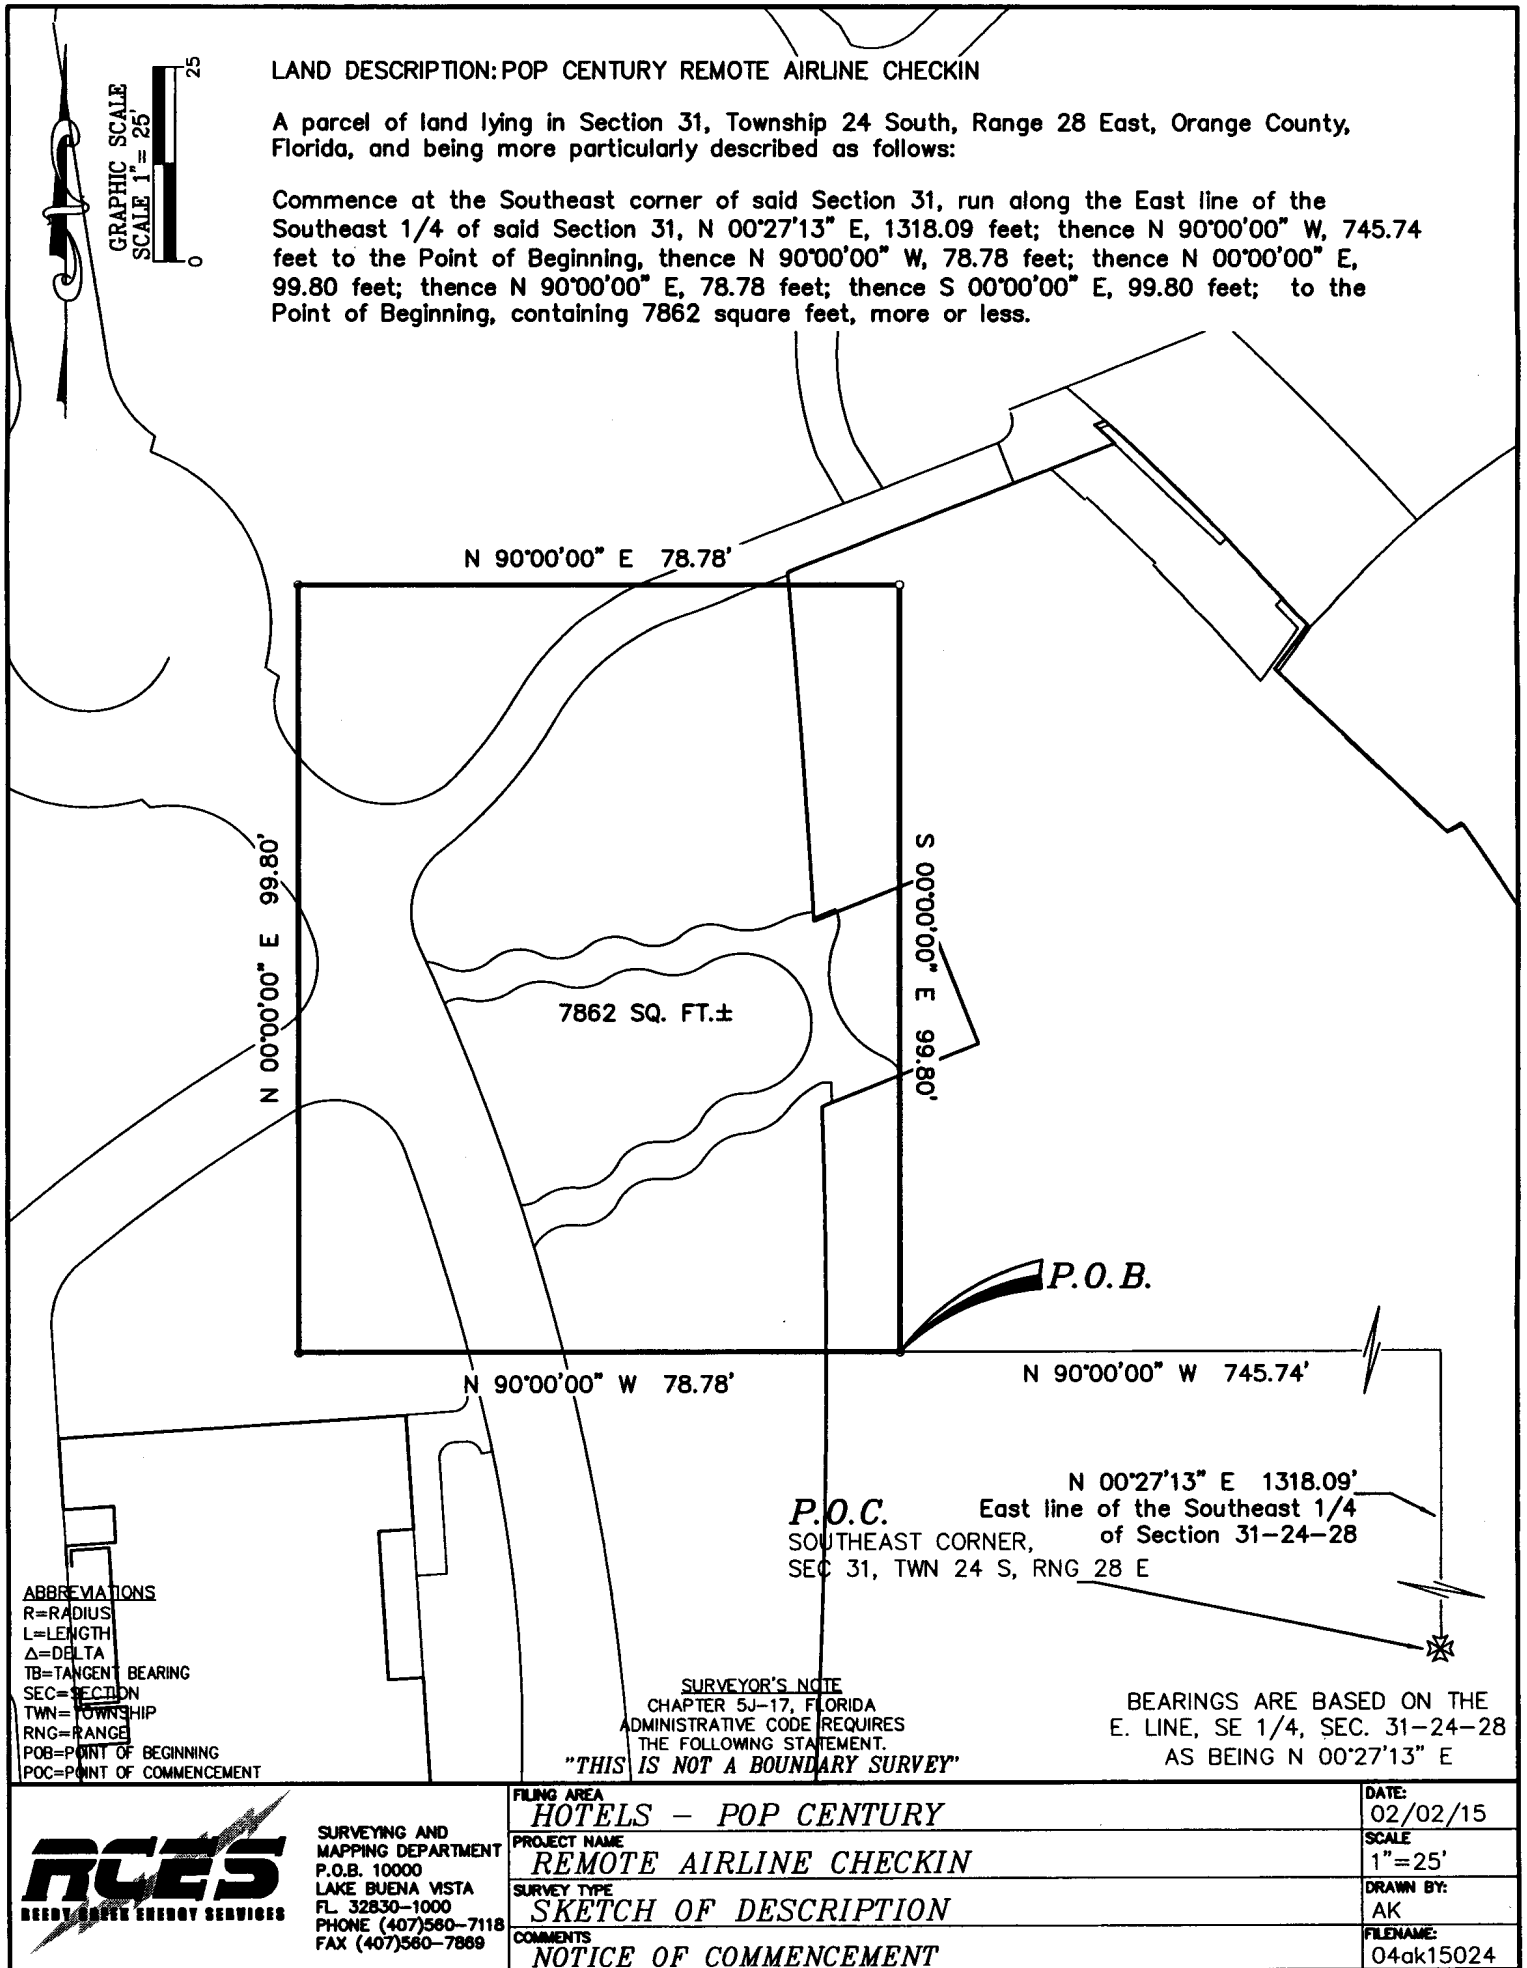 GRAPHIC SCALE
SCALE 1"= 25'
0
25
LAND DESCRIPTION: POP CENTURY REMOTE AIRLINE CHECKIN
A parcel of land lying in Section 31, Township 24 South, Range 28 East, Orange County,
Florida, and being more particularly described as follows:
Commence at the Southeast corner of said Section 31, run along the East line of the
Southeast 1/4 of said Section 31, N 00°27'13" E, 1318.09 feet; thence N 90°00'00" W, 745.74
feet to the Point of Beginning, thence N 90°00'00" W, 78.78 feet; thence N 00°00'00" E,
99.80 feet; thence N 90°00'00" E, 78.78 feet; thence S 00°00'00" E, 99.80 feet; to the
Point of Beginning, containing 7862 square feet, more or less.
N 90°00'00" E 78.78'
N 00°00'00" E 99.80'
S 00°00'00" E 99.80'
7862 SQ. FT.±
P.O.B.
N 90°00'00" W 78.78'
N 90°00'00" W 745.74'
N 00°27'13" E 1318.09'
East line of the Southeast 1/4
of Section 31-24-28
P.O.C.
SOUTHEAST CORNER,
SEC 31, TWN 24 S, RNG 28 E
ABBREVIATIONS
R=RADIUS
L=LENGTH
Δ=DELTA
TB=TANGENT BEARING
SEC=SECTION
TWN=TOWNSHIP
RNG=RANGE
POB=POINT OF BEGINNING
POC=POINT OF COMMENCEMENT
SURVEYOR'S NOTE
CHAPTER 5J-17, FLORIDA
ADMINISTRATIVE CODE REQUIRES
THE FOLLOWING STATEMENT.
"THIS IS NOT A BOUNDARY SURVEY"
BEARINGS ARE BASED ON THE
E. LINE, SE 1/4, SEC. 31-24-28
AS BEING N 00°27'13" E
RCES
REEDY CREEK ENERGY SERVICES
SURVEYING AND
MAPPING DEPARTMENT
P.O.B. 10000
LAKE BUENA VISTA
FL 32830-1000
PHONE (407)560-7118
FAX (407)560-7869
FILING AREA
HOTELS - POP CENTURY
PROJECT NAME
REMOTE AIRLINE CHECKIN
SURVEY TYPE
SKETCH OF DESCRIPTION
COMMENTS
NOTICE OF COMMENCEMENT
DATE:
02/02/15
SCALE
1"=25'
DRAWN BY:
AK
FILENAME:
04ak15024